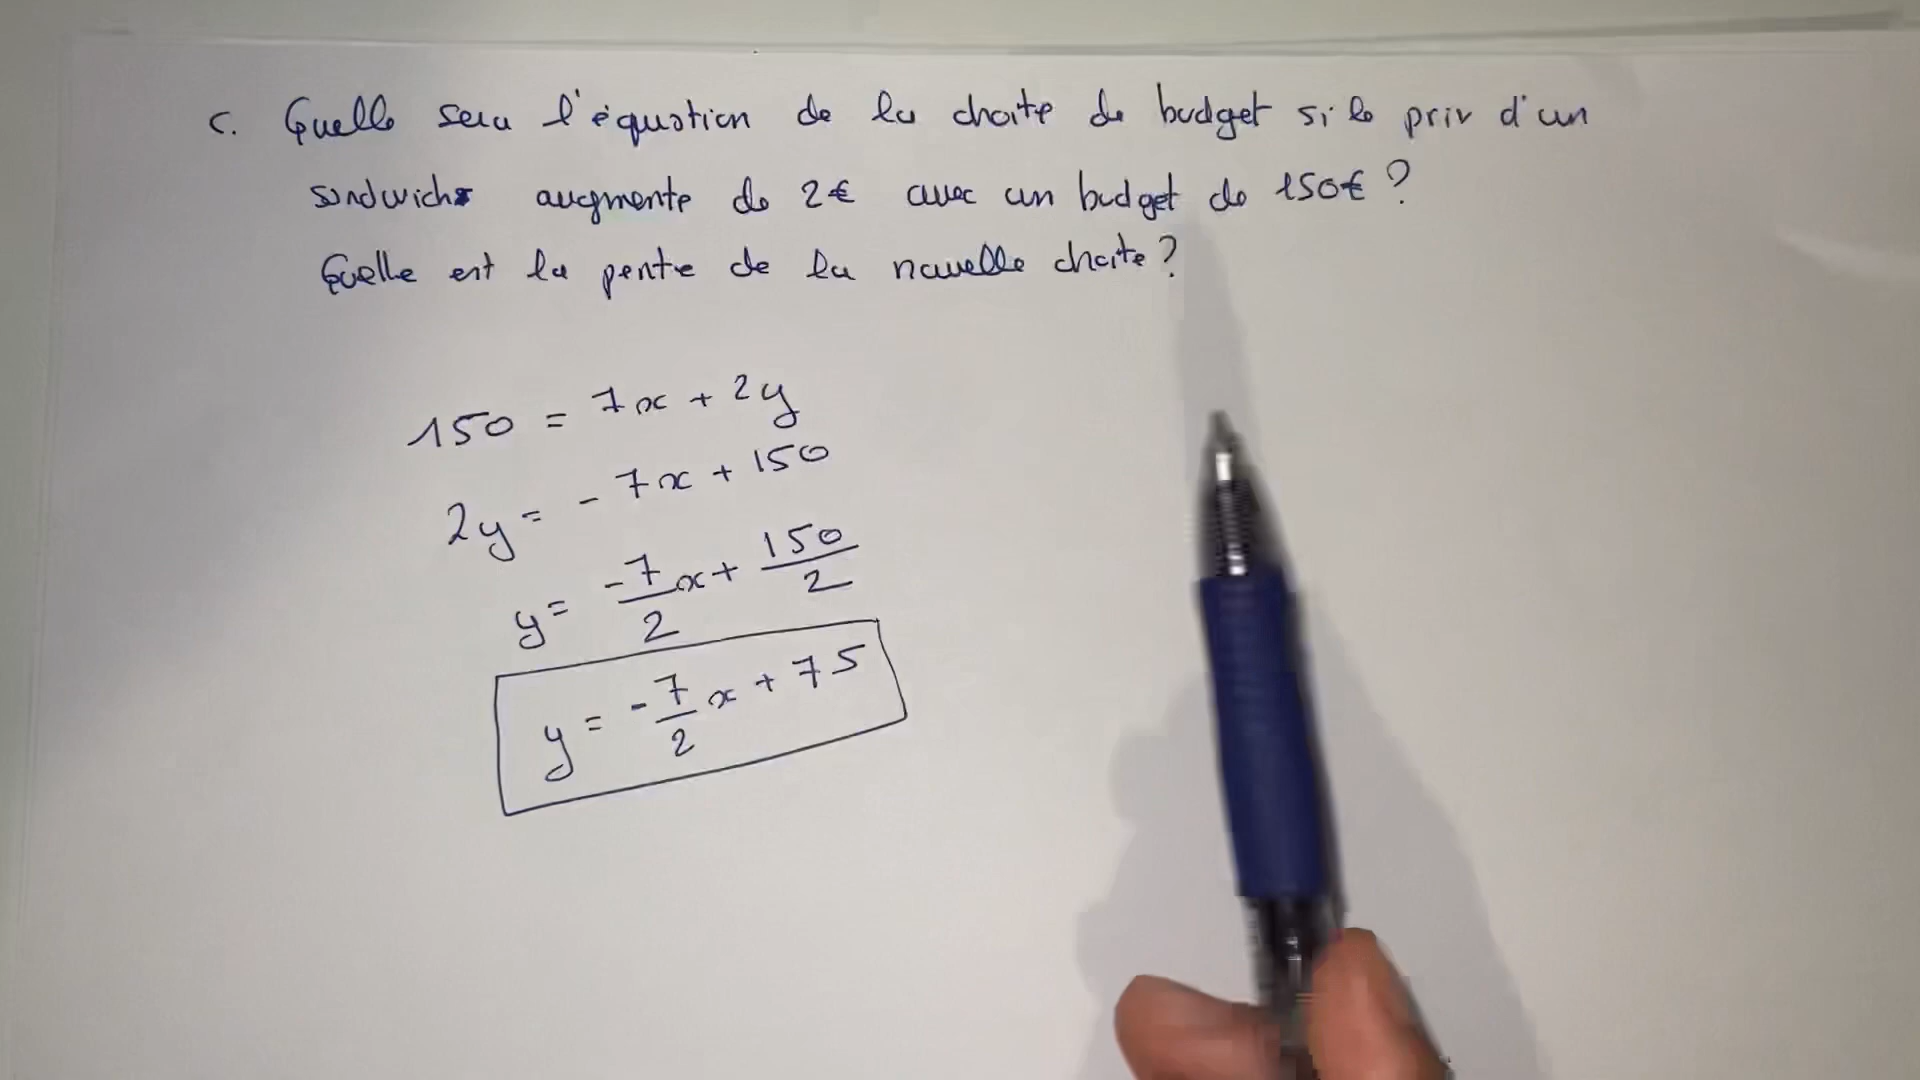 c. Quelle sera l'équation de la droite de budget si le prix d'un
sandwich augmente de 2€ avec un budget de 150€ ?
Quelle est la pente de la nouvelle droite ?
150 = 7x + 2y
2y = - 7x + 150
y = -7/2 x + 150/2
y = -7/2 x + 75